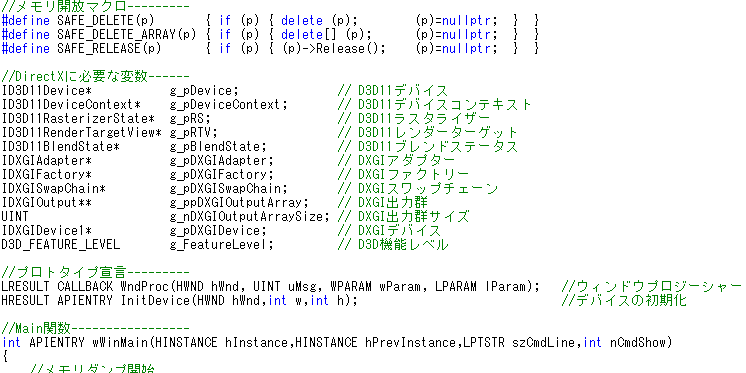 //メモリ開放マクロ---------
#define SAFE_DELETE(p)       { if (p) { delete (p);       (p)=nullptr;  }  }
#define SAFE_DELETE_ARRAY(p) { if (p) { delete[] (p);     (p)=nullptr;  }  }
#define SAFE_RELEASE(p)      { if (p) { (p)->Release();   (p)=nullptr;  }  }
//DirectXに必要な変数------
ID3D11Device*           g_pDevice;              // D3D11デバイス
ID3D11DeviceContext*    g_pDeviceContext;       // D3D11デバイスコンテキスト
ID3D11RasterizerState*  g_pRS;                  // D3D11ラスタライザー
ID3D11RenderTargetView* g_pRTV;                 // D3D11レンダーターゲット
ID3D11BlendState*       g_pBlendState;          // D3D11ブレンドステータス
IDXGIAdapter*           g_pDXGIAdapter;         // DXGIアダプター
IDXGIFactory*           g_pDXGIFactory;         // DXGIファクトリー
IDXGISwapChain*         g_pDXGISwapChain;       // DXGIスワップチェーン
IDXGIOutput**           g_ppDXGIOutputArray;    // DXGI出力群
UINT                    g_nDXGIOutputArraySize; // DXGI出力群サイズ
IDXGIDevice1*           g_pDXGIDevice;          // DXGIデバイス
D3D_FEATURE_LEVEL       g_FeatureLevel;         // D3D機能レベル
//プロトタイプ宣言---------
LRESULT CALLBACK WndProc(HWND hWnd, UINT uMsg, WPARAM wParam, LPARAM lParam);   //ウィンドウプロジーシャー
HRESULT APIENTRY InitDevice(HWND hWnd,int w,int h);                             //デバイスの初期化
//Main関数-----------------
int APIENTRY wWinMain(HINSTANCE hInstance,HINSTANCE hPrevInstance,LPTSTR szCmdLine,int nCmdShow)
{
    //メモリダンプ開始